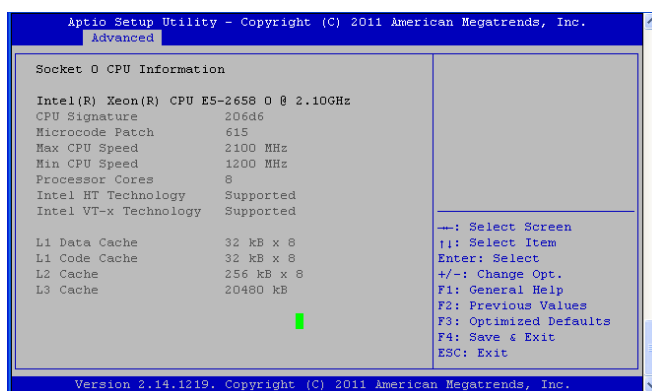 Aptio Setup Utility - Copyright (C) 2011 American Megatrends, Inc.
Advanced
Socket 0 CPU Information
Intel(R) Xeon(R) CPU E5-2658 0 @ 2.10GHz
CPU Signature 206d6
Microcode Patch 615
Max CPU Speed 2100 MHz
Min CPU Speed 1200 MHz
Processor Cores 8
Intel HT Technology Supported
Intel VT-x Technology Supported
L1 Data Cache 32 kB x 8
L1 Code Cache 32 kB x 8
L2 Cache 256 kB x 8
L3 Cache 20480 kB
→←: Select Screen
↑↓: Select Item
Enter: Select
+/-: Change Opt.
F1: General Help
F2: Previous Values
F3: Optimized Defaults
F4: Save & Exit
ESC: Exit
Version 2.14.1219. Copyright (C) 2011 American Megatrends, Inc.